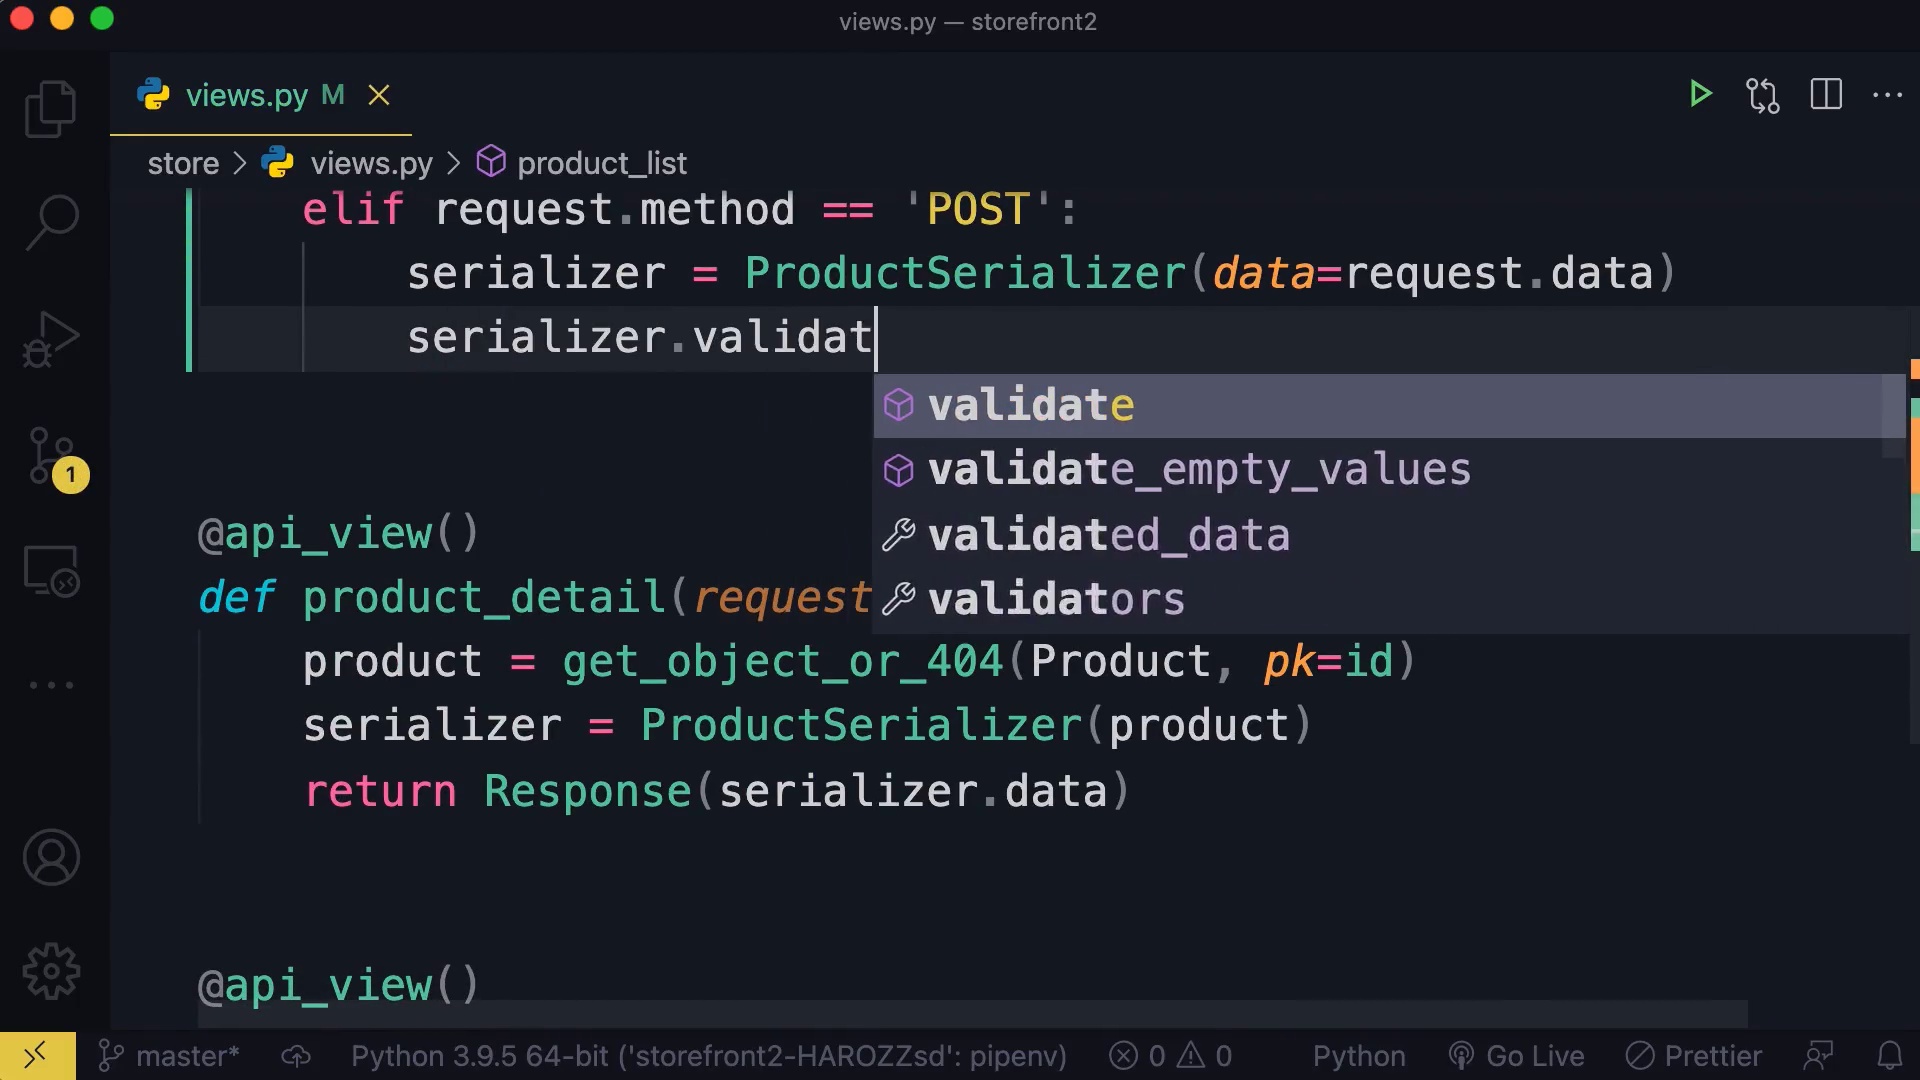 views.py — storefront2
views.py M
store > views.py > product_list
elif request.method == 'POST':
serializer = ProductSerializer(data=request.data)
serializer.validat
validate
validate_empty_values
validated_data
validators
1
@api_view()
def product_detail(request
product = get_object_or_404(Product, pk=id)
serializer = ProductSerializer(product)
return Response(serializer.data)
@api_view()
master* Python 3.9.5 64-bit ('storefront2-HAROZZsd': pipenv) 0 0 Python Go Live Prettier